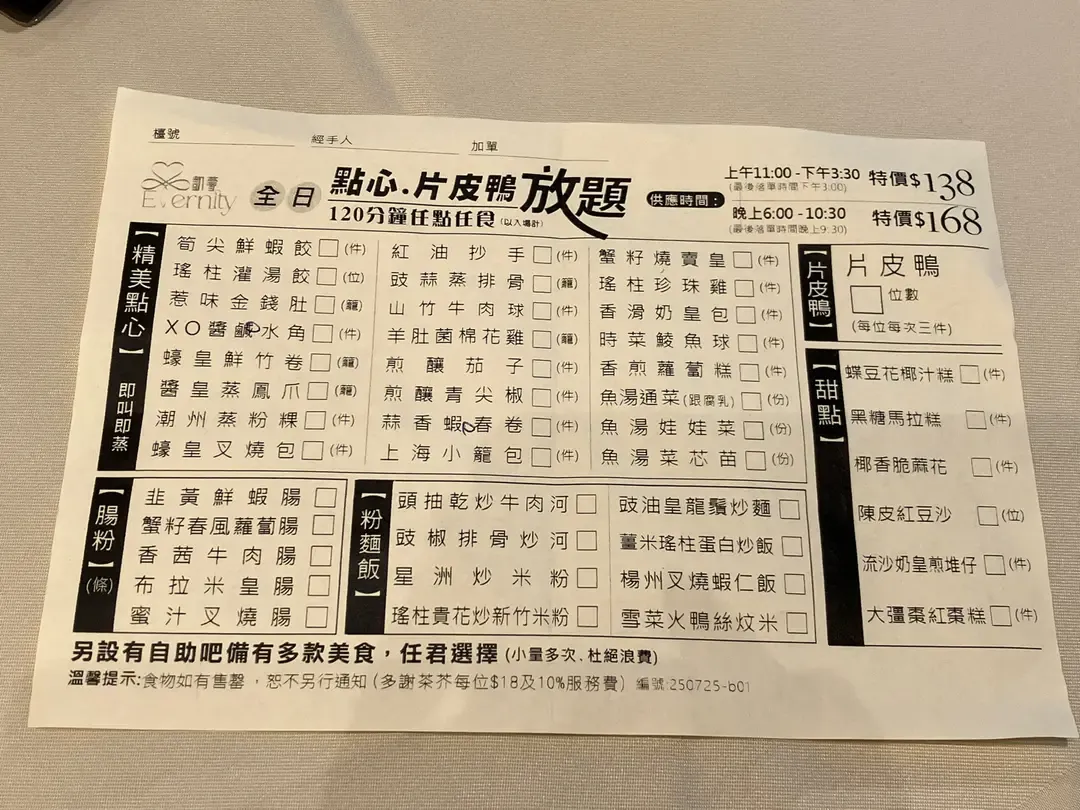 檯號 經手人 加單
凱薈
Evernity
全日 點心.片皮鴨放題
120分鐘任點任食(以入場計)
供應時間：
上午11:00 -下午3:30 特價$138
(最後落單時間下午3:00)
晚上6:00 - 10:30 特價$168
(最後落單時間晚上9:30)
【精美點心】即叫即蒸
筍尖鮮蝦餃(件)
瑤柱灌湯餃(位)
惹味金錢肚(籠)
XO醬鹹水角(件)
蠔皇鮮竹卷(籠)
醬皇蒸鳳爪(籠)
潮州蒸粉粿(件)
蠔皇叉燒包(件)
紅油抄手(件)
豉蒜蒸排骨(籠)
山竹牛肉球(件)
羊肚菌棉花雞(籠)
煎釀茄子(件)
煎釀青尖椒(件)
蒜香蝦春卷(件)
上海小籠包(件)
蟹籽燒賣皇(件)
瑤柱珍珠雞(件)
香滑奶皇包(件)
時菜鯪魚球(件)
香煎蘿蔔糕(件)
魚湯通菜(跟腐乳)(份)
魚湯娃娃菜(份)
魚湯菜芯苗(份)
【片皮鴨】
片皮鴨
位數
(每位每次三件)
【甜點】
蝶豆花椰汁糕(件)
黑糖馬拉糕(件)
椰香脆蔴花(件)
陳皮紅豆沙(位)
流沙奶皇煎堆仔(件)
大彊棗紅棗糕(件)
【腸粉】(條)
韭黃鮮蝦腸
蟹籽春風蘿蔔腸
香茜牛肉腸
布拉米皇腸
蜜汁叉燒腸
【粉麵飯】
頭抽乾炒牛肉河
豉椒排骨炒河
星洲炒米粉
瑤柱貴花炒新竹米粉
豉油皇龍鬚炒麵
薑米瑤柱蛋白炒飯
楊州叉燒蝦仁飯
雪菜火鴨絲炆米
另設有自助吧備有多款美食，任君選擇 (小量多次、杜絕浪費)
溫馨提示:食物如有售罄，恕不另行通知 (多謝茶芥每位$18及10%服務費) 編號:250725-b01